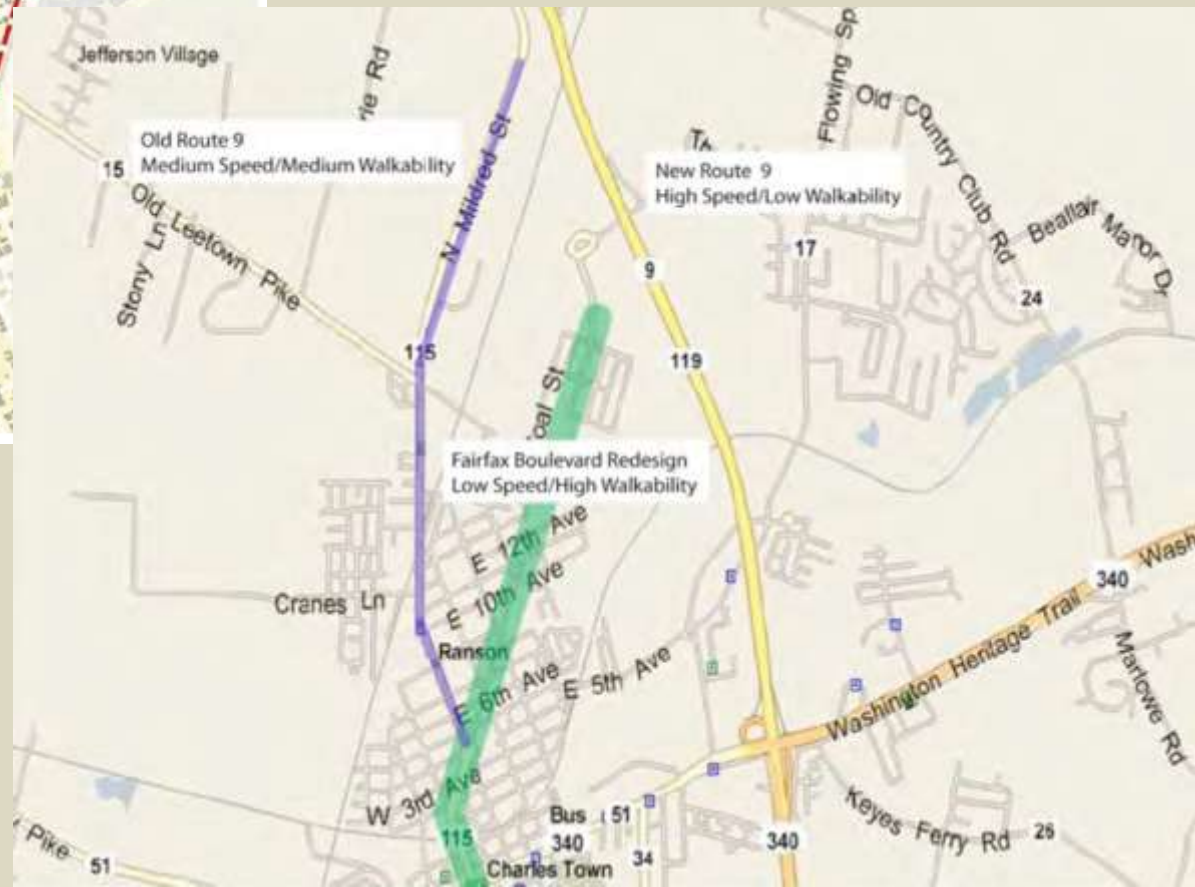 Jefferson Village
Old Route 9
Medium Speed/Medium Walkability
15
Old Leetown Pike
Stony Ln
N Mildred St
115
New Route 9
High Speed/Low Walkability
Flowing
Old Country Club Rd
Beallair Manor Dr
17
24
9
119
Fairfax Boulevard Redesign
Low Speed/High Walkability
E 12th Ave
E 10th Ave
Cranes Ln
Ranson
E 6th Ave
E 5th Ave
340
Washington Heritage Trail
Marlowe Rd
W 3rd Ave
115
Bus
340
51
34
340
Keyes Ferry Rd
26
Pike
51
Charles Town